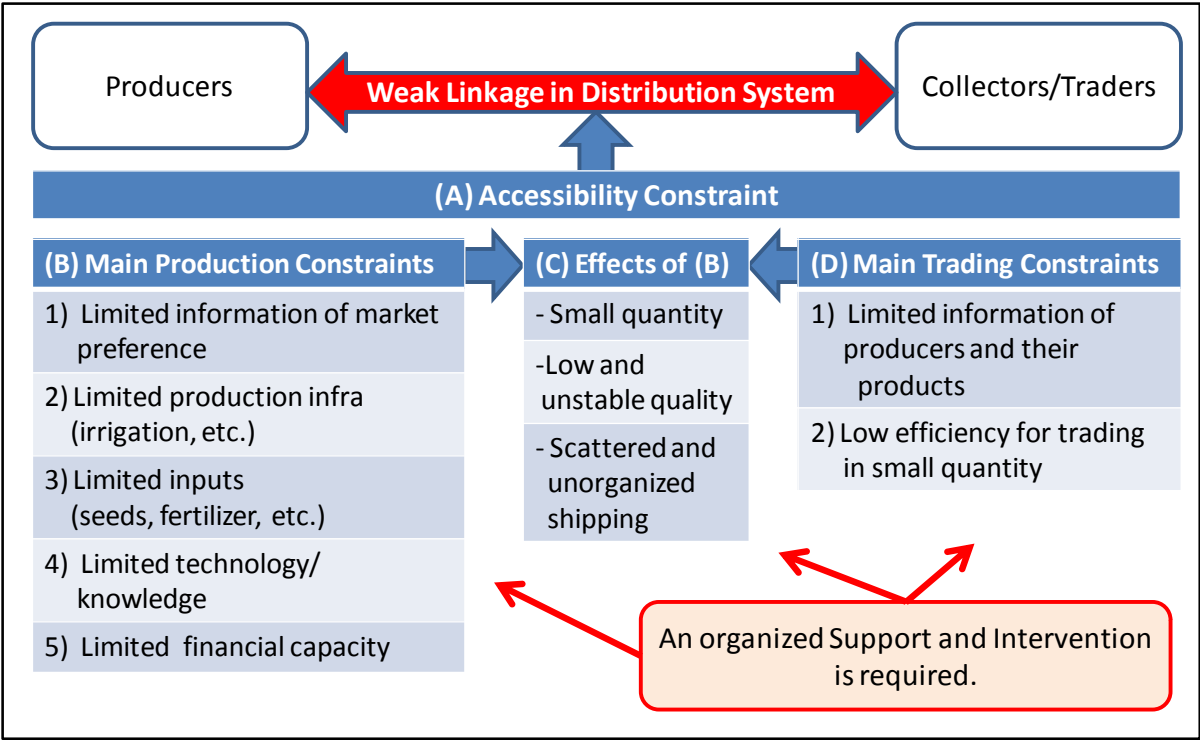 Producers
Weak Linkage in Distribution System
Collectors/Traders
(A) Accessibility Constraint
(B) Main Production Constraints
1) Limited information of market
preference
2) Limited production infra
(irrigation, etc.)
3) Limited inputs
(seeds, fertilizer, etc.)
4) Limited technology/
knowledge
5) Limited financial capacity
(C) Effects of (B)
- Small quantity
-Low and
unstable quality
- Scattered and
unorganized
shipping
(D) Main Trading Constraints
1) Limited information of
producers and their
products
2) Low efficiency for trading
in small quantity
An organized Support and Intervention
is required.